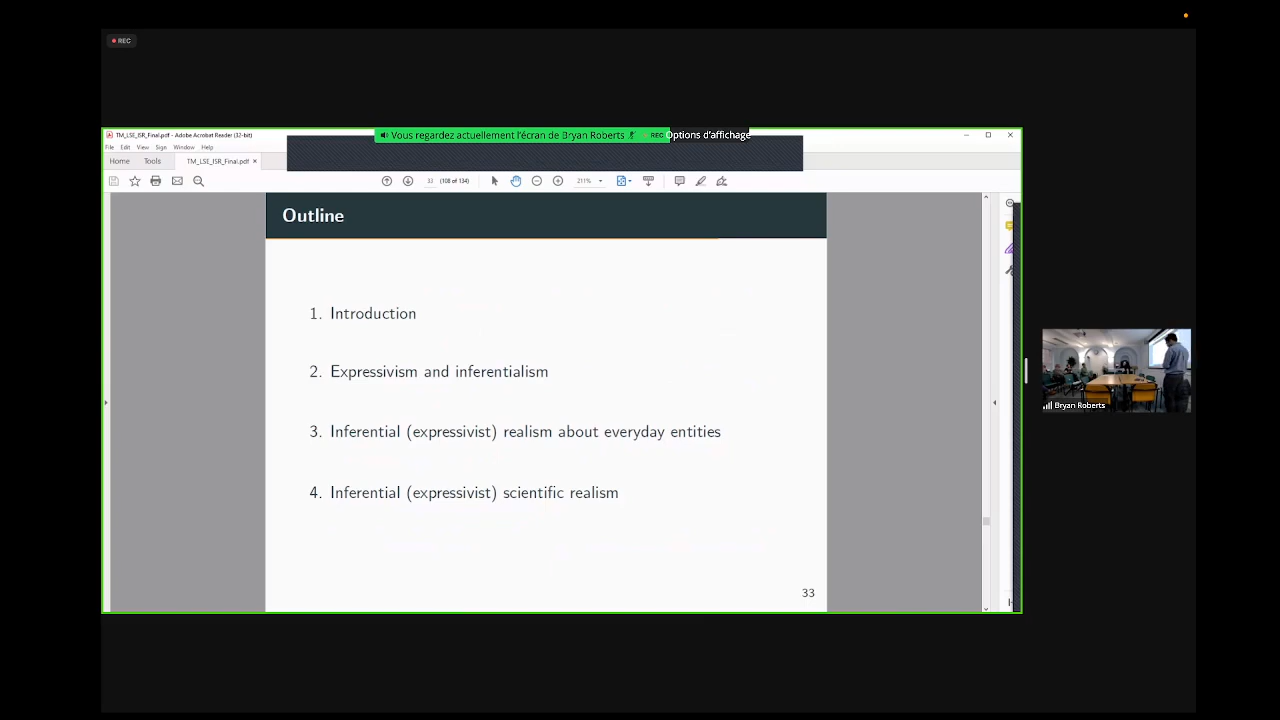 REC
TM_LSE_ISR_Final.pdf - Adobe Acrobat Reader (32-bit)
Vous regardez actuellement l'écran de Bryan Roberts
REC
Options d'affichage
File Edit View Sign Window Help
Home Tools TM_LSE_ISR_Final.pdf ×
33 (108 of 134) 211%
Outline
1. Introduction
2. Expressivism and inferentialism
3. Inferential (expressivist) realism about everyday entities
4. Inferential (expressivist) scientific realism
33
Bryan Roberts